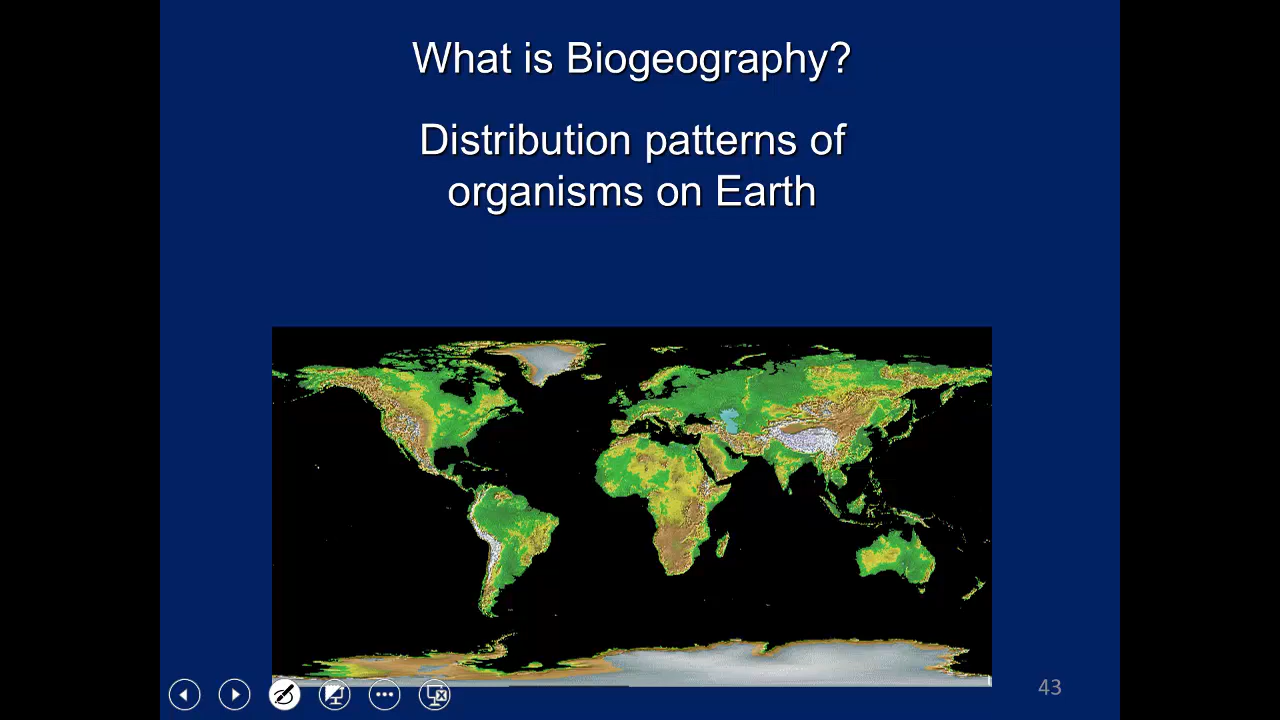 What is Biogeography?
Distribution patterns of
organisms on Earth
43